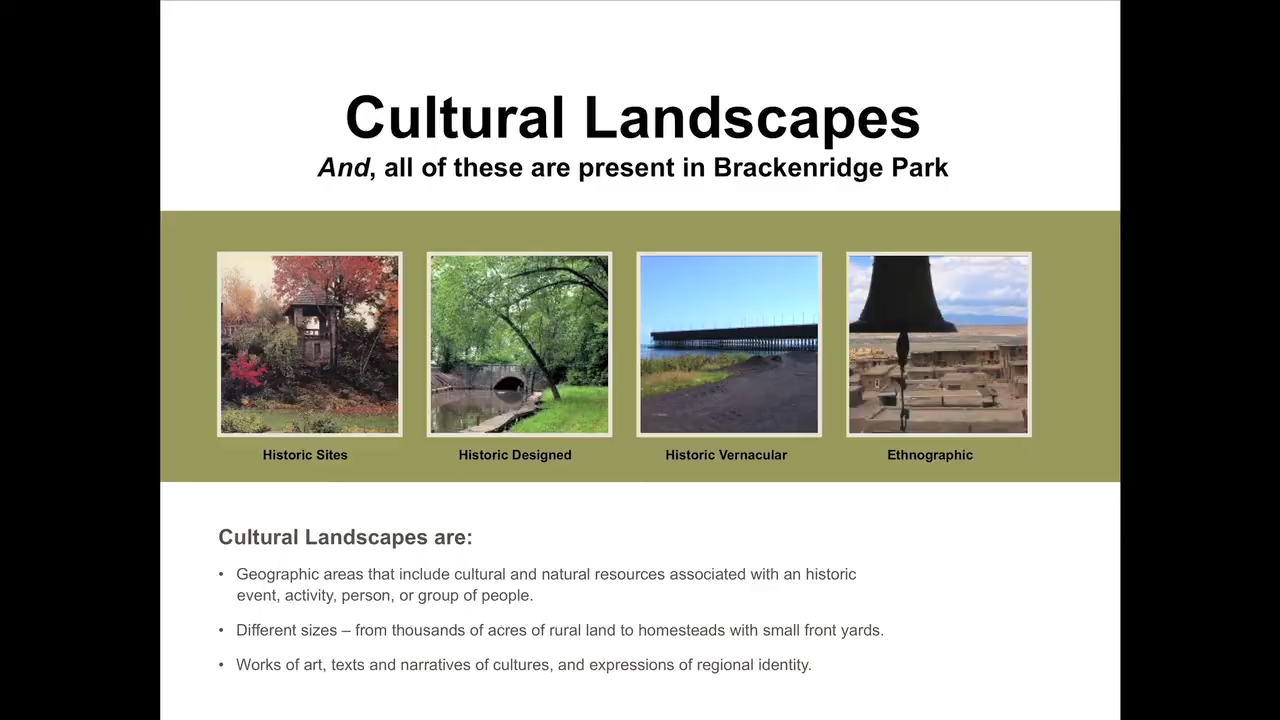 Cultural Landscapes
And, all of these are present in Brackenridge Park
Historic Sites
Historic Designed
Historic Vernacular
Ethnographic
Cultural Landscapes are:
• Geographic areas that include cultural and natural resources associated with an historic
event, activity, person, or group of people.
• Different sizes – from thousands of acres of rural land to homesteads with small front yards.
• Works of art, texts and narratives of cultures, and expressions of regional identity.